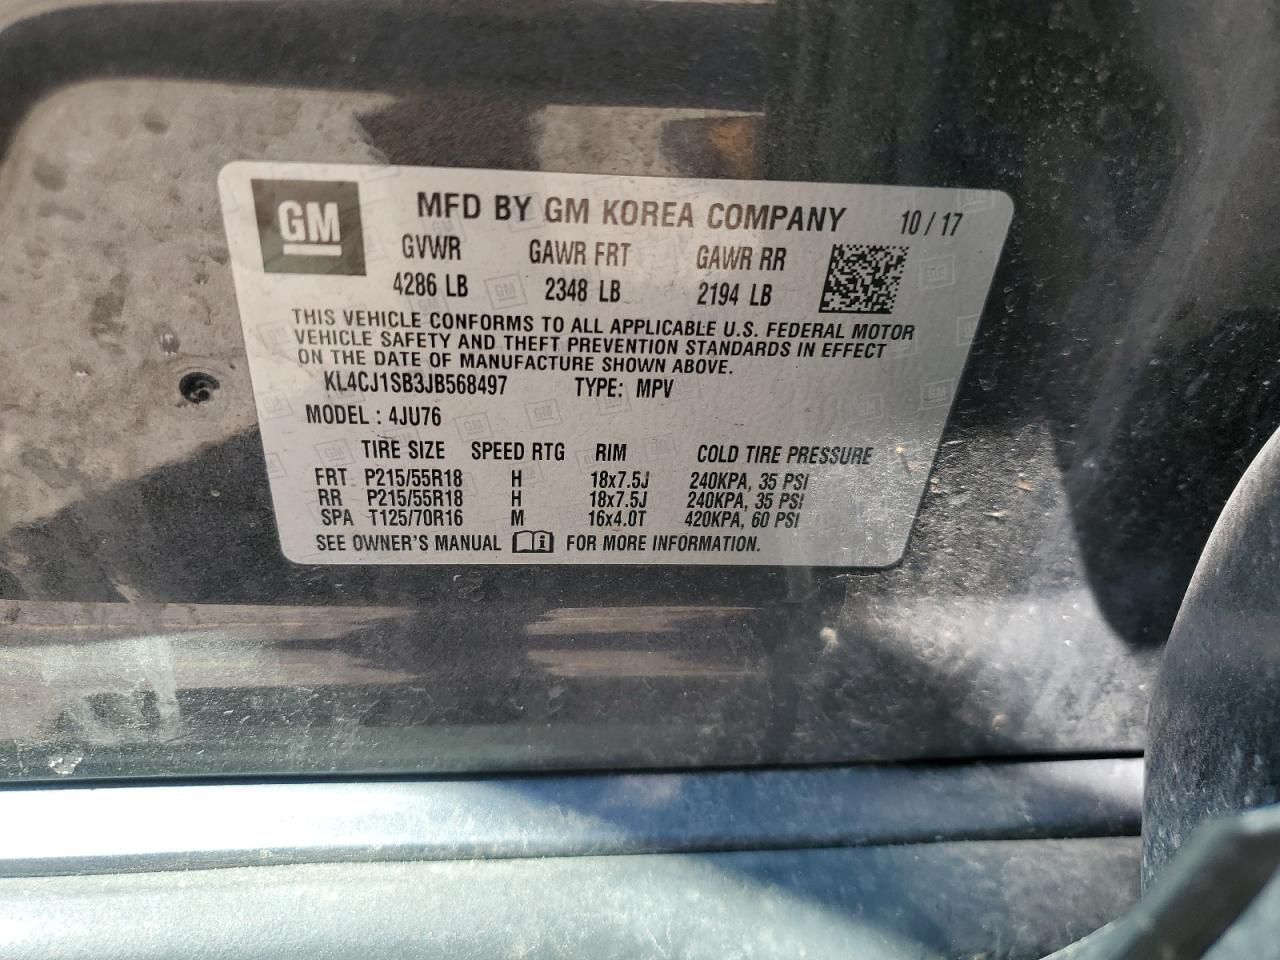 GM
MFD BY GM KOREA COMPANY 10 / 17
GVWR GAWR FRT GAWR RR
4286 LB 2348 LB 2194 LB
THIS VEHICLE CONFORMS TO ALL APPLICABLE U.S. FEDERAL MOTOR
VEHICLE SAFETY AND THEFT PREVENTION STANDARDS IN EFFECT
ON THE DATE OF MANUFACTURE SHOWN ABOVE.
KL4CJ1SB3JB568497 TYPE: MPV
MODEL : 4JU76
TIRE SIZE SPEED RTG RIM COLD TIRE PRESSURE
FRT P215/55R18 H 18x7.5J 240KPA, 35 PSI
RR P215/55R18 H 18x7.5J 240KPA, 35 PSI
SPA T125/70R16 M 16x4.0T 420KPA, 60 PSI
SEE OWNER'S MANUAL i FOR MORE INFORMATION.